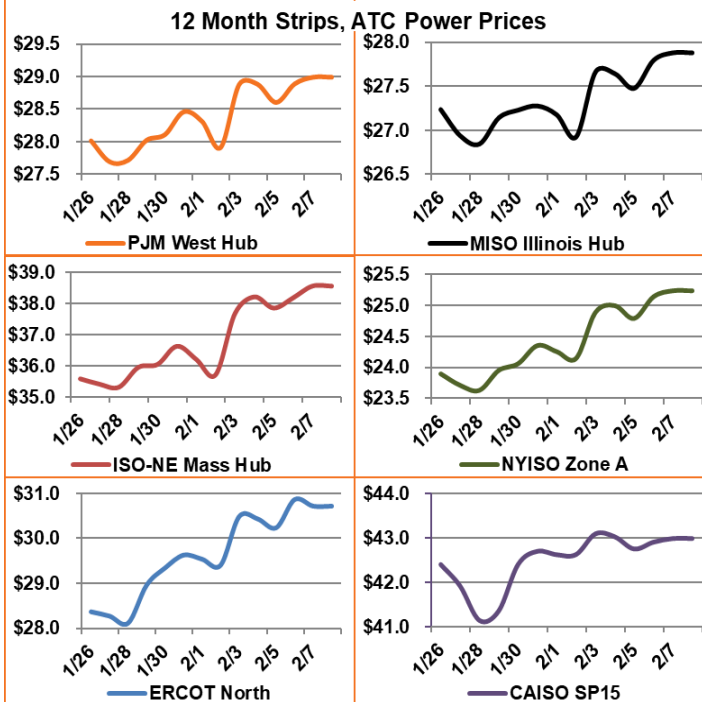 12 Month Strips, ATC Power Prices
$29.5
$29.0
$28.5
$28.0
$27.5
1/26 1/28 1/30 2/1 2/3 2/5 2/7
PJM West Hub
$28.0
$27.5
$27.0
$26.5
1/26 1/28 1/30 2/1 2/3 2/5 2/7
MISO Illinois Hub
$39.0
$38.0
$37.0
$36.0
$35.0
1/26 1/28 1/30 2/1 2/3 2/5 2/7
ISO-NE Mass Hub
$25.5
$25.0
$24.5
$24.0
$23.5
1/26 1/28 1/30 2/1 2/3 2/5 2/7
NYISO Zone A
$31.0
$30.0
$29.0
$28.0
1/26 1/28 1/30 2/1 2/3 2/5 2/7
ERCOT North
$44.0
$43.0
$42.0
$41.0
1/26 1/28 1/30 2/1 2/3 2/5 2/7
CAISO SP15